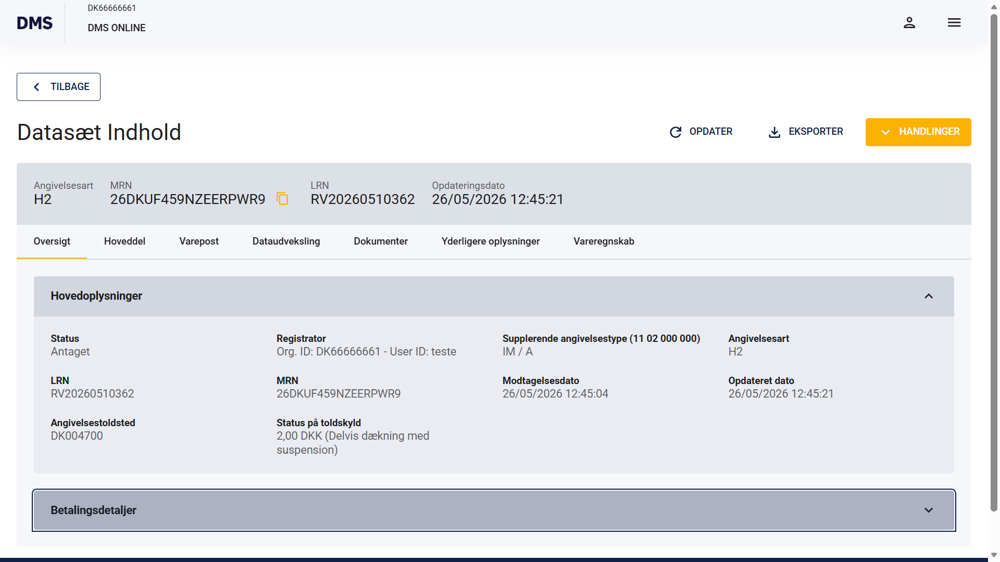 DMS
DK66666661
DMS ONLINE
TILBAGE
Datasæt Indhold
OPDATER
EKSPORTER
HANDLINGER
Angivelsesart
H2
MRN
26DKUF459NZEERPWR9
LRN
RV20260510362
Opdateringsdato
26/05/2026 12:45:21
Oversigt
Hoveddel
Varepost
Dataudveksling
Dokumenter
Yderligere oplysninger
Vareregnskab
Hovedoplysninger
Status
Antaget
Registrator
Org. ID: DK66666661 - User ID: teste
Supplerende angivelsestype (11 02 000 000)
IM / A
Angivelsesart
H2
LRN
RV20260510362
MRN
26DKUF459NZEERPWR9
Modtagelsesdato
26/05/2026 12:45:04
Opdateret dato
26/05/2026 12:45:21
Angivelsestoldsted
DK004700
Status på toldskyld
2,00 DKK (Delvis dækning med
suspension)
Betalingsdetaljer